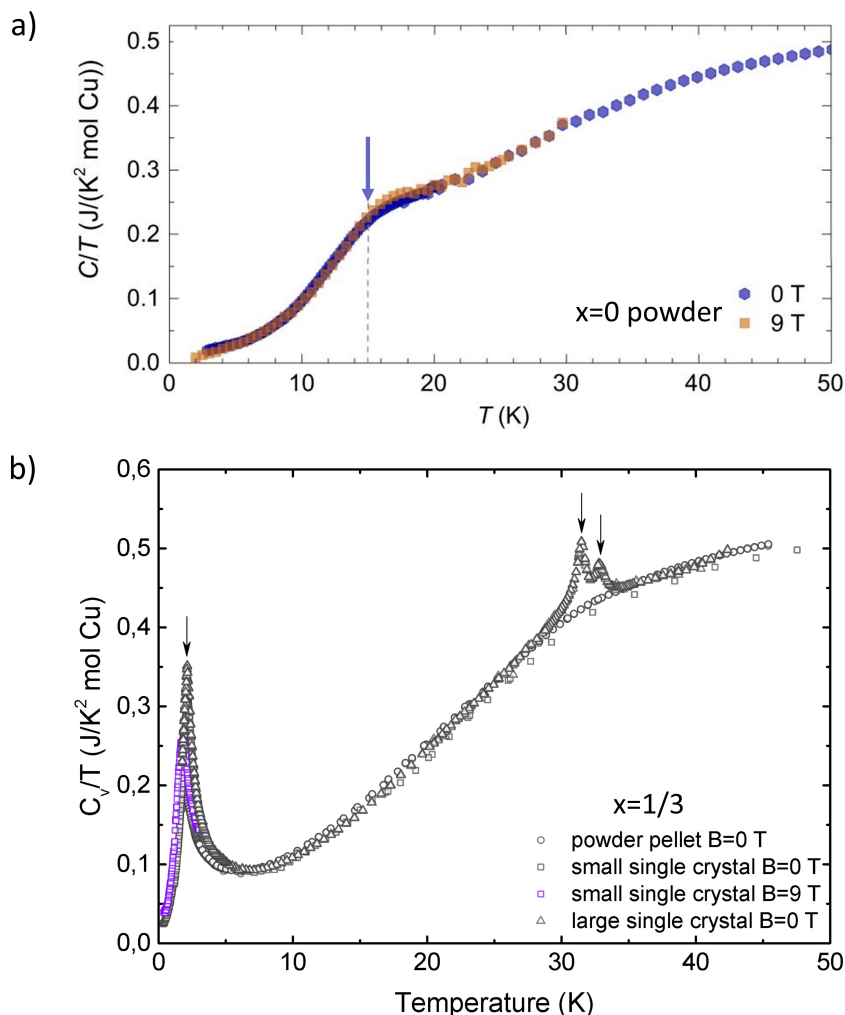 a)
0.5
0.4
0.3
0.2
0.1
0.0
C/T (J/(K² mol Cu))
x=0 powder
0 T
9 T
0 10 20 30 40 50
T (K)
b)
0,6
0,5
0,4
0,3
0,2
0,1
0,0
Cᵥ/T (J/K² mol Cu)
x=1/3
powder pellet B=0 T
small single crystal B=0 T
small single crystal B=9 T
large single crystal B=0 T
0 10 20 30 40 50
Temperature (K)